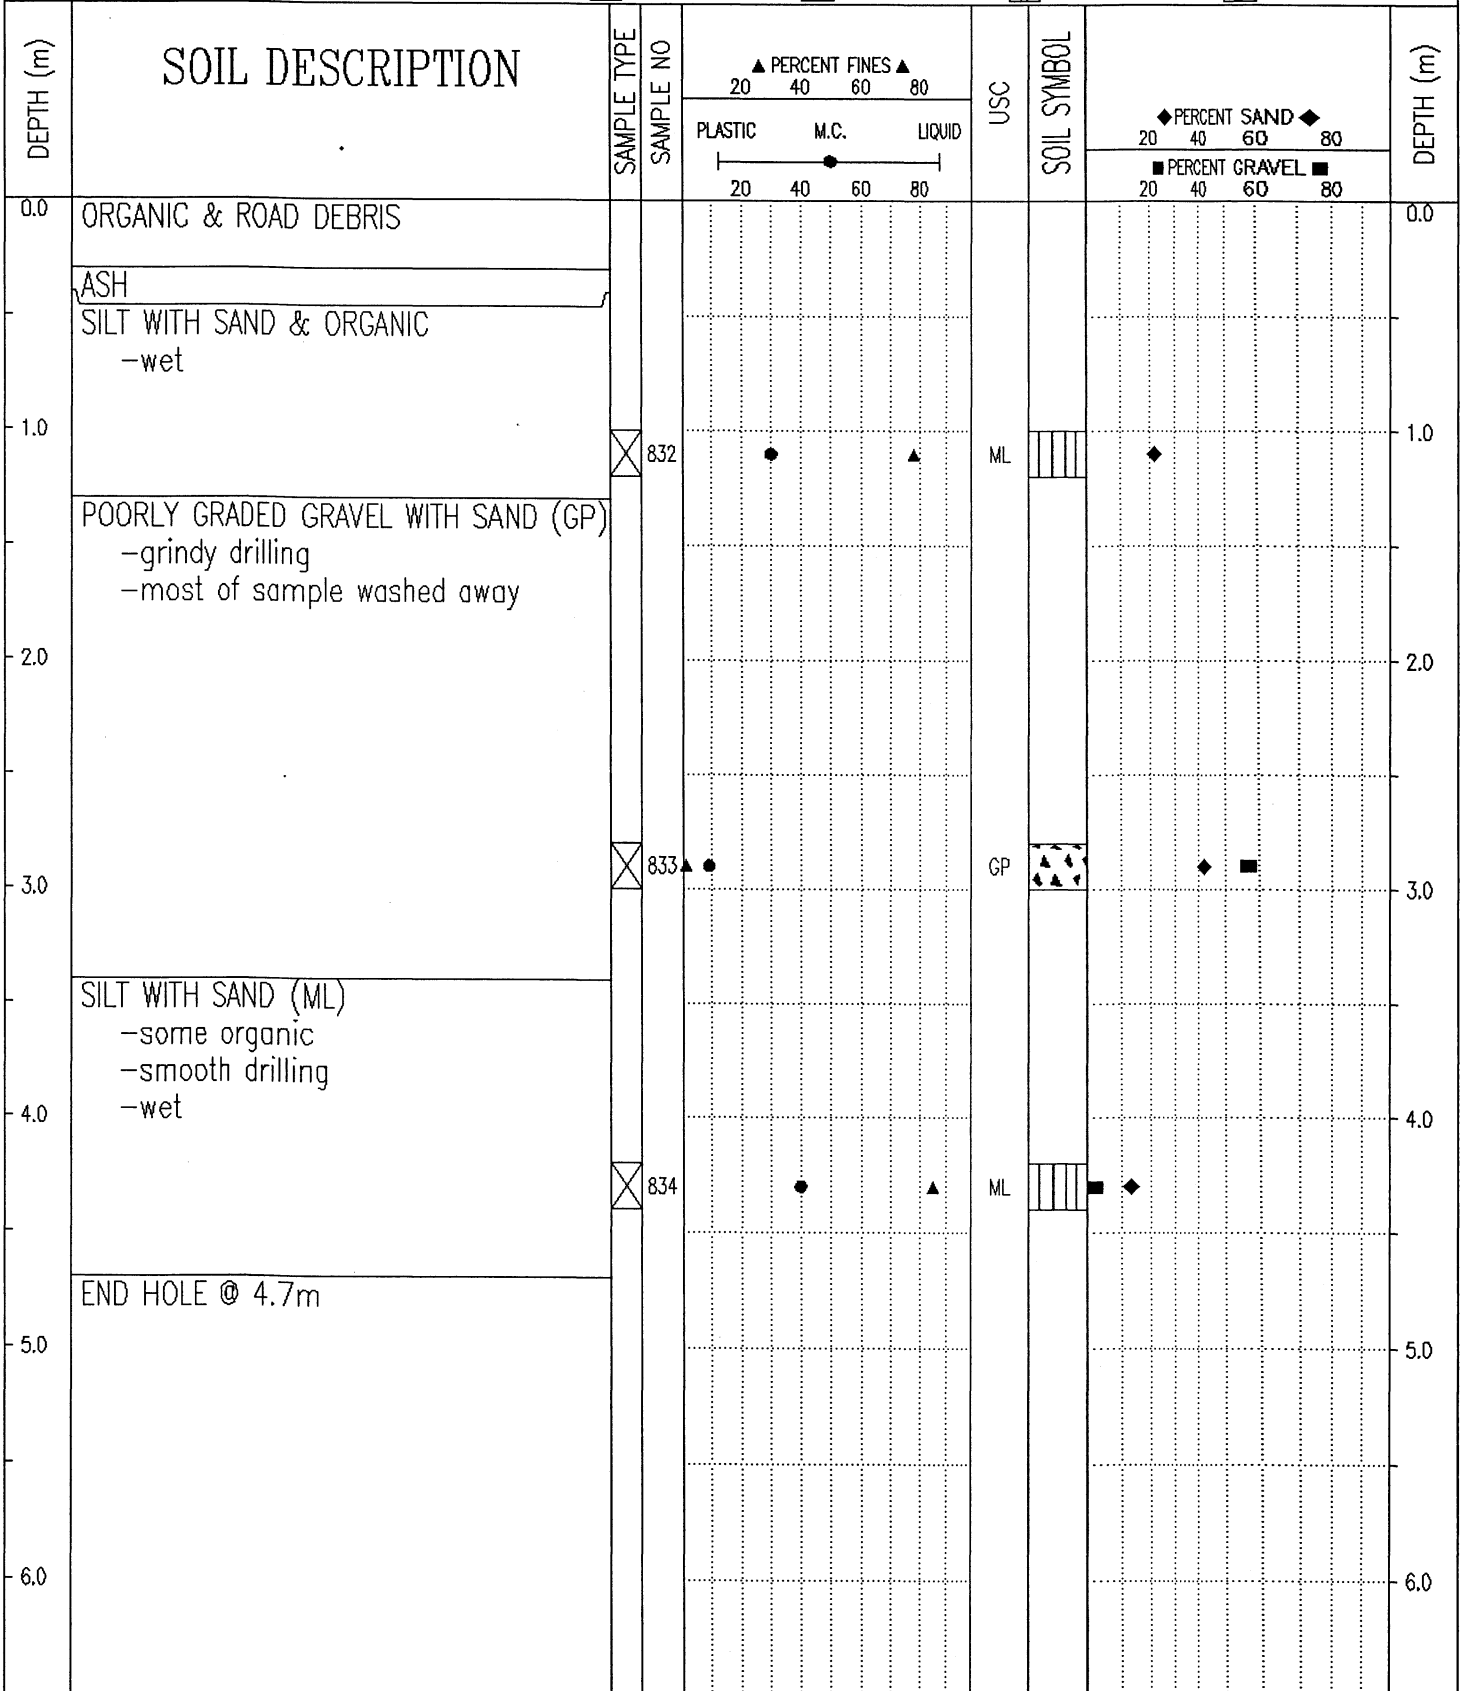 DEPTH (m)
SOIL DESCRIPTION
SAMPLE TYPE
SAMPLE NO
▲ PERCENT FINES ▲
20 40 60 80
PLASTIC M.C. LIQUID
20 40 60 80
USC
SOIL SYMBOL
◆PERCENT SAND◆
20 40 60 80
■PERCENT GRAVEL■
20 40 60 80
DEPTH (m)
0.0
ORGANIC & ROAD DEBRIS
0.0
ASH
SILT WITH SAND & ORGANIC
-wet
1.0
1.0
832
ML
POORLY GRADED GRAVEL WITH SAND (GP)
-grindy drilling
-most of sample washed away
2.0
2.0
833
GP
3.0
3.0
SILT WITH SAND (ML)
-some organic
-smooth drilling
-wet
4.0
4.0
834
ML
END HOLE @ 4.7m
5.0
5.0
6.0
6.0